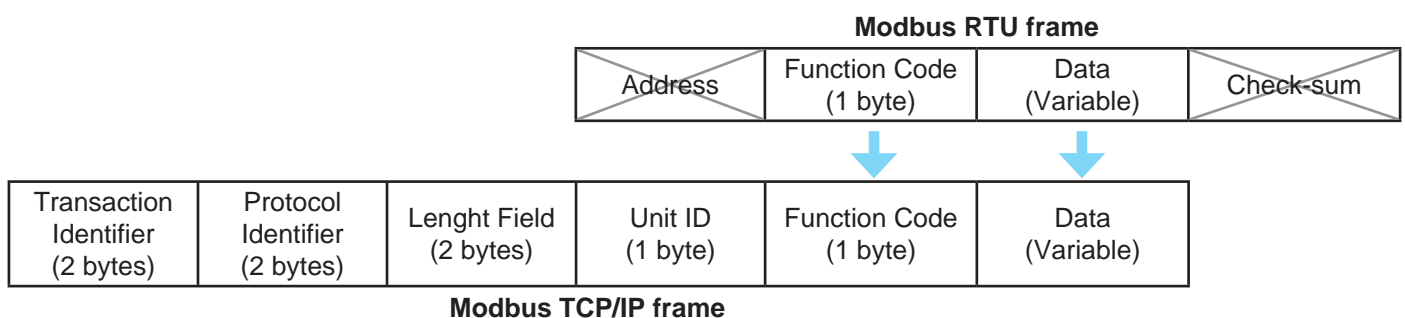 Modbus RTU frame
Address
Function Code
(1 byte)
Data
(Variable)
Check-sum
Transaction
Identifier
(2 bytes)
Protocol
Identifier
(2 bytes)
Lenght Field
(2 bytes)
Unit ID
(1 byte)
Function Code
(1 byte)
Data
(Variable)
Modbus TCP/IP frame